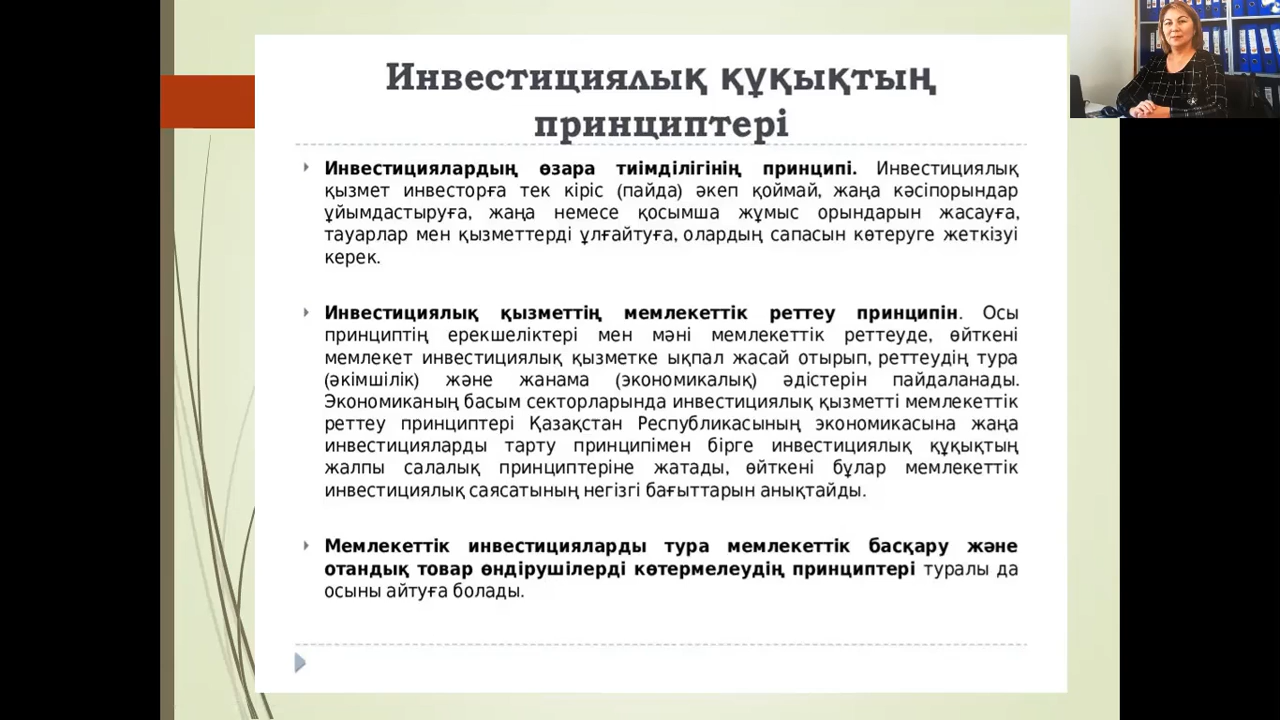 Инвестициялық құқықтың
принциптері
Инвестициялардың өзара тиімділігінің принципі. Инвестициялық
қызмет инвесторға тек кіріс (пайда) әкеп қоймай, жаңа кәсіпорындар
ұйымдастыруға, жаңа немесе қосымша жұмыс орындарын жасауға,
тауарлар мен қызметтерді ұлғайтуға, олардың сапасын көтеруге жеткізуі
керек.
Инвестициялық қызметтің мемлекеттік реттеу принципін. Осы
принциптің ерекшеліктері мен мәні мемлекеттік реттеуде, өйткені
мемлекет инвестициялық қызметке ықпал жасай отырып, реттеудің тура
(әкімшілік) және жанама (экономикалық) әдістерін пайдаланады.
Экономиканың басым секторларында инвестициялық қызметті мемлекеттік
реттеу принциптері Қазақстан Республикасының экономикасына жаңа
инвестицияларды тарту принципімен бірге инвестициялық құқықтың
жалпы салалық принциптеріне жатады, өйткені бұлар мемлекеттік
инвестициялық саясатының негізгі бағыттарын анықтайды.
Мемлекеттік инвестицияларды тура мемлекеттік басқару және
отандық товар өндірушілерді көтермелеудің принциптері туралы да
осыны айтуға болады.